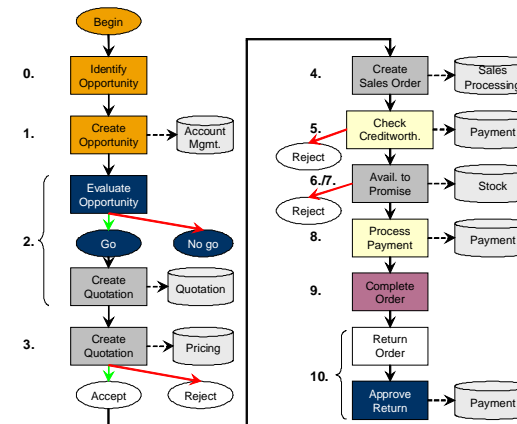 Begin
0.
Identify
Opportunity
1.
Create
Opportunity
Account
Mgmt.
Evaluate
Opportunity
2.
Go
No go
Create
Quotation
Quotation
3.
Create
Quotation
Pricing
Accept
Reject
4.
Create
Sales Order
Sales
Processing
5.
Check
Creditworth.
Payment
Reject
6./7.
Avail. to
Promise
Stock
Reject
8.
Process
Payment
Payment
9.
Complete
Order
Return
Order
10.
Approve
Return
Payment